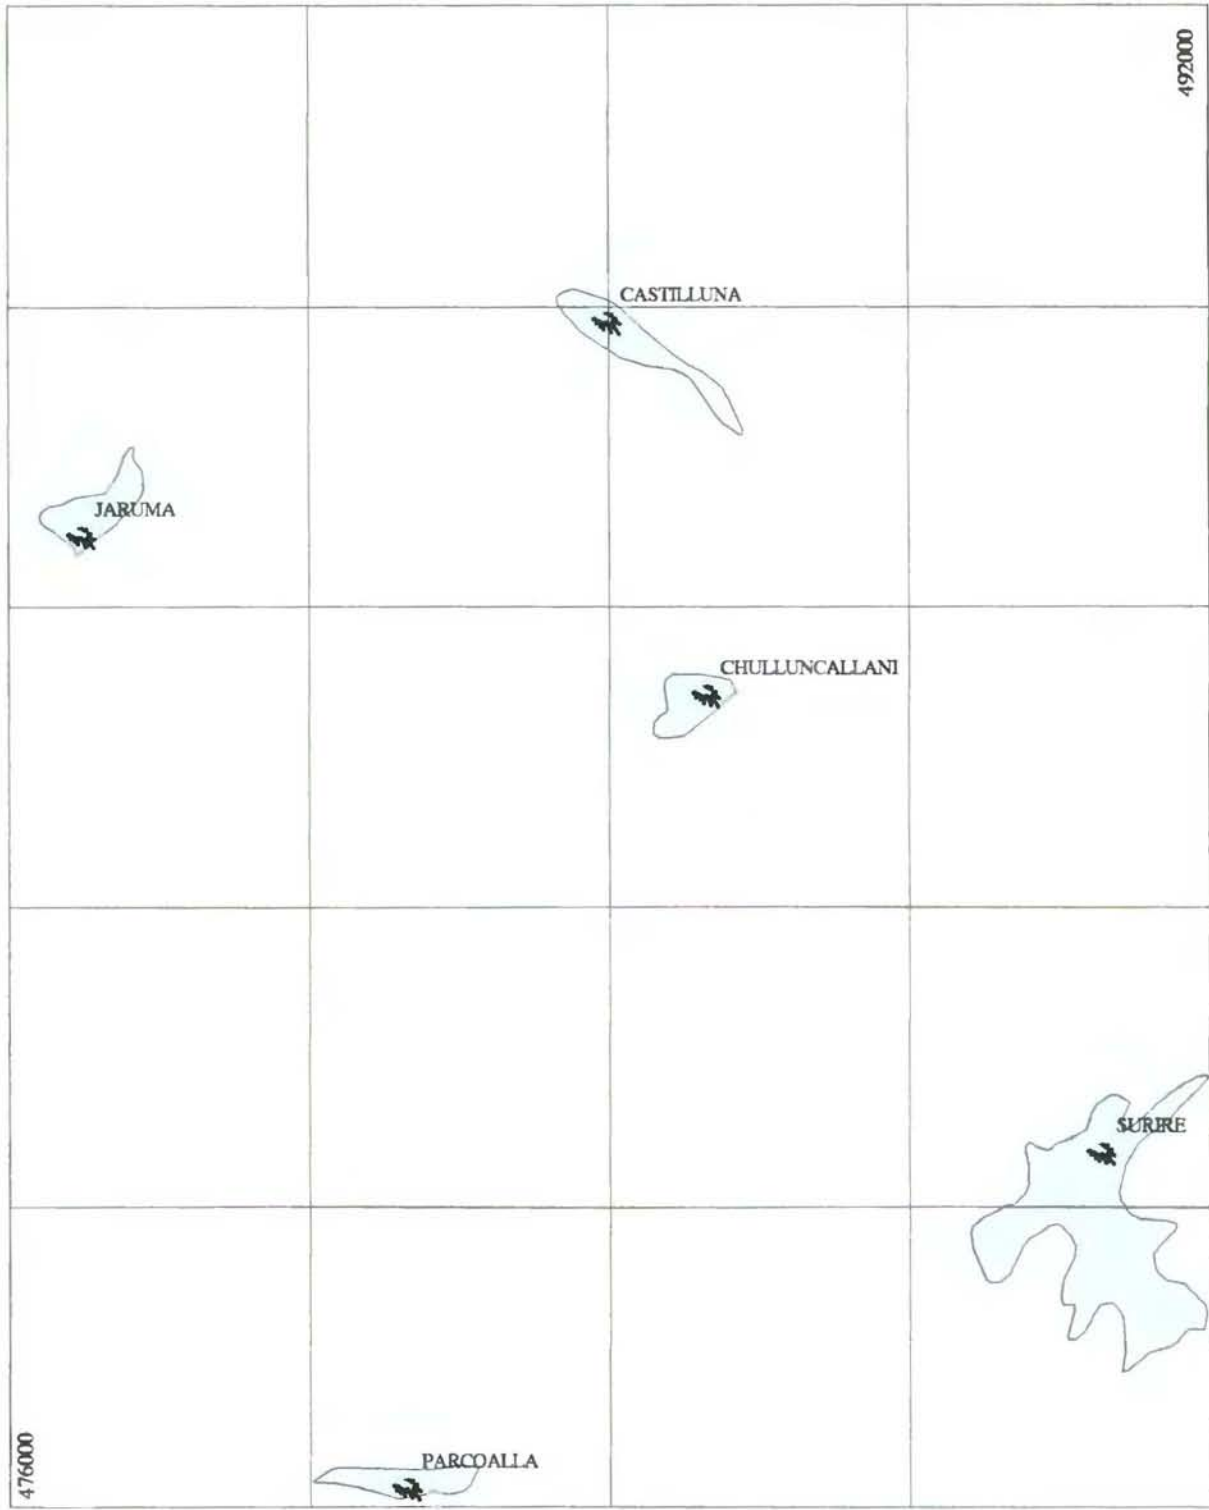 492000
CASTILLUNA
JARUMA
CHULLUNCALLANI
SURIRE
476000
PARCOALLA